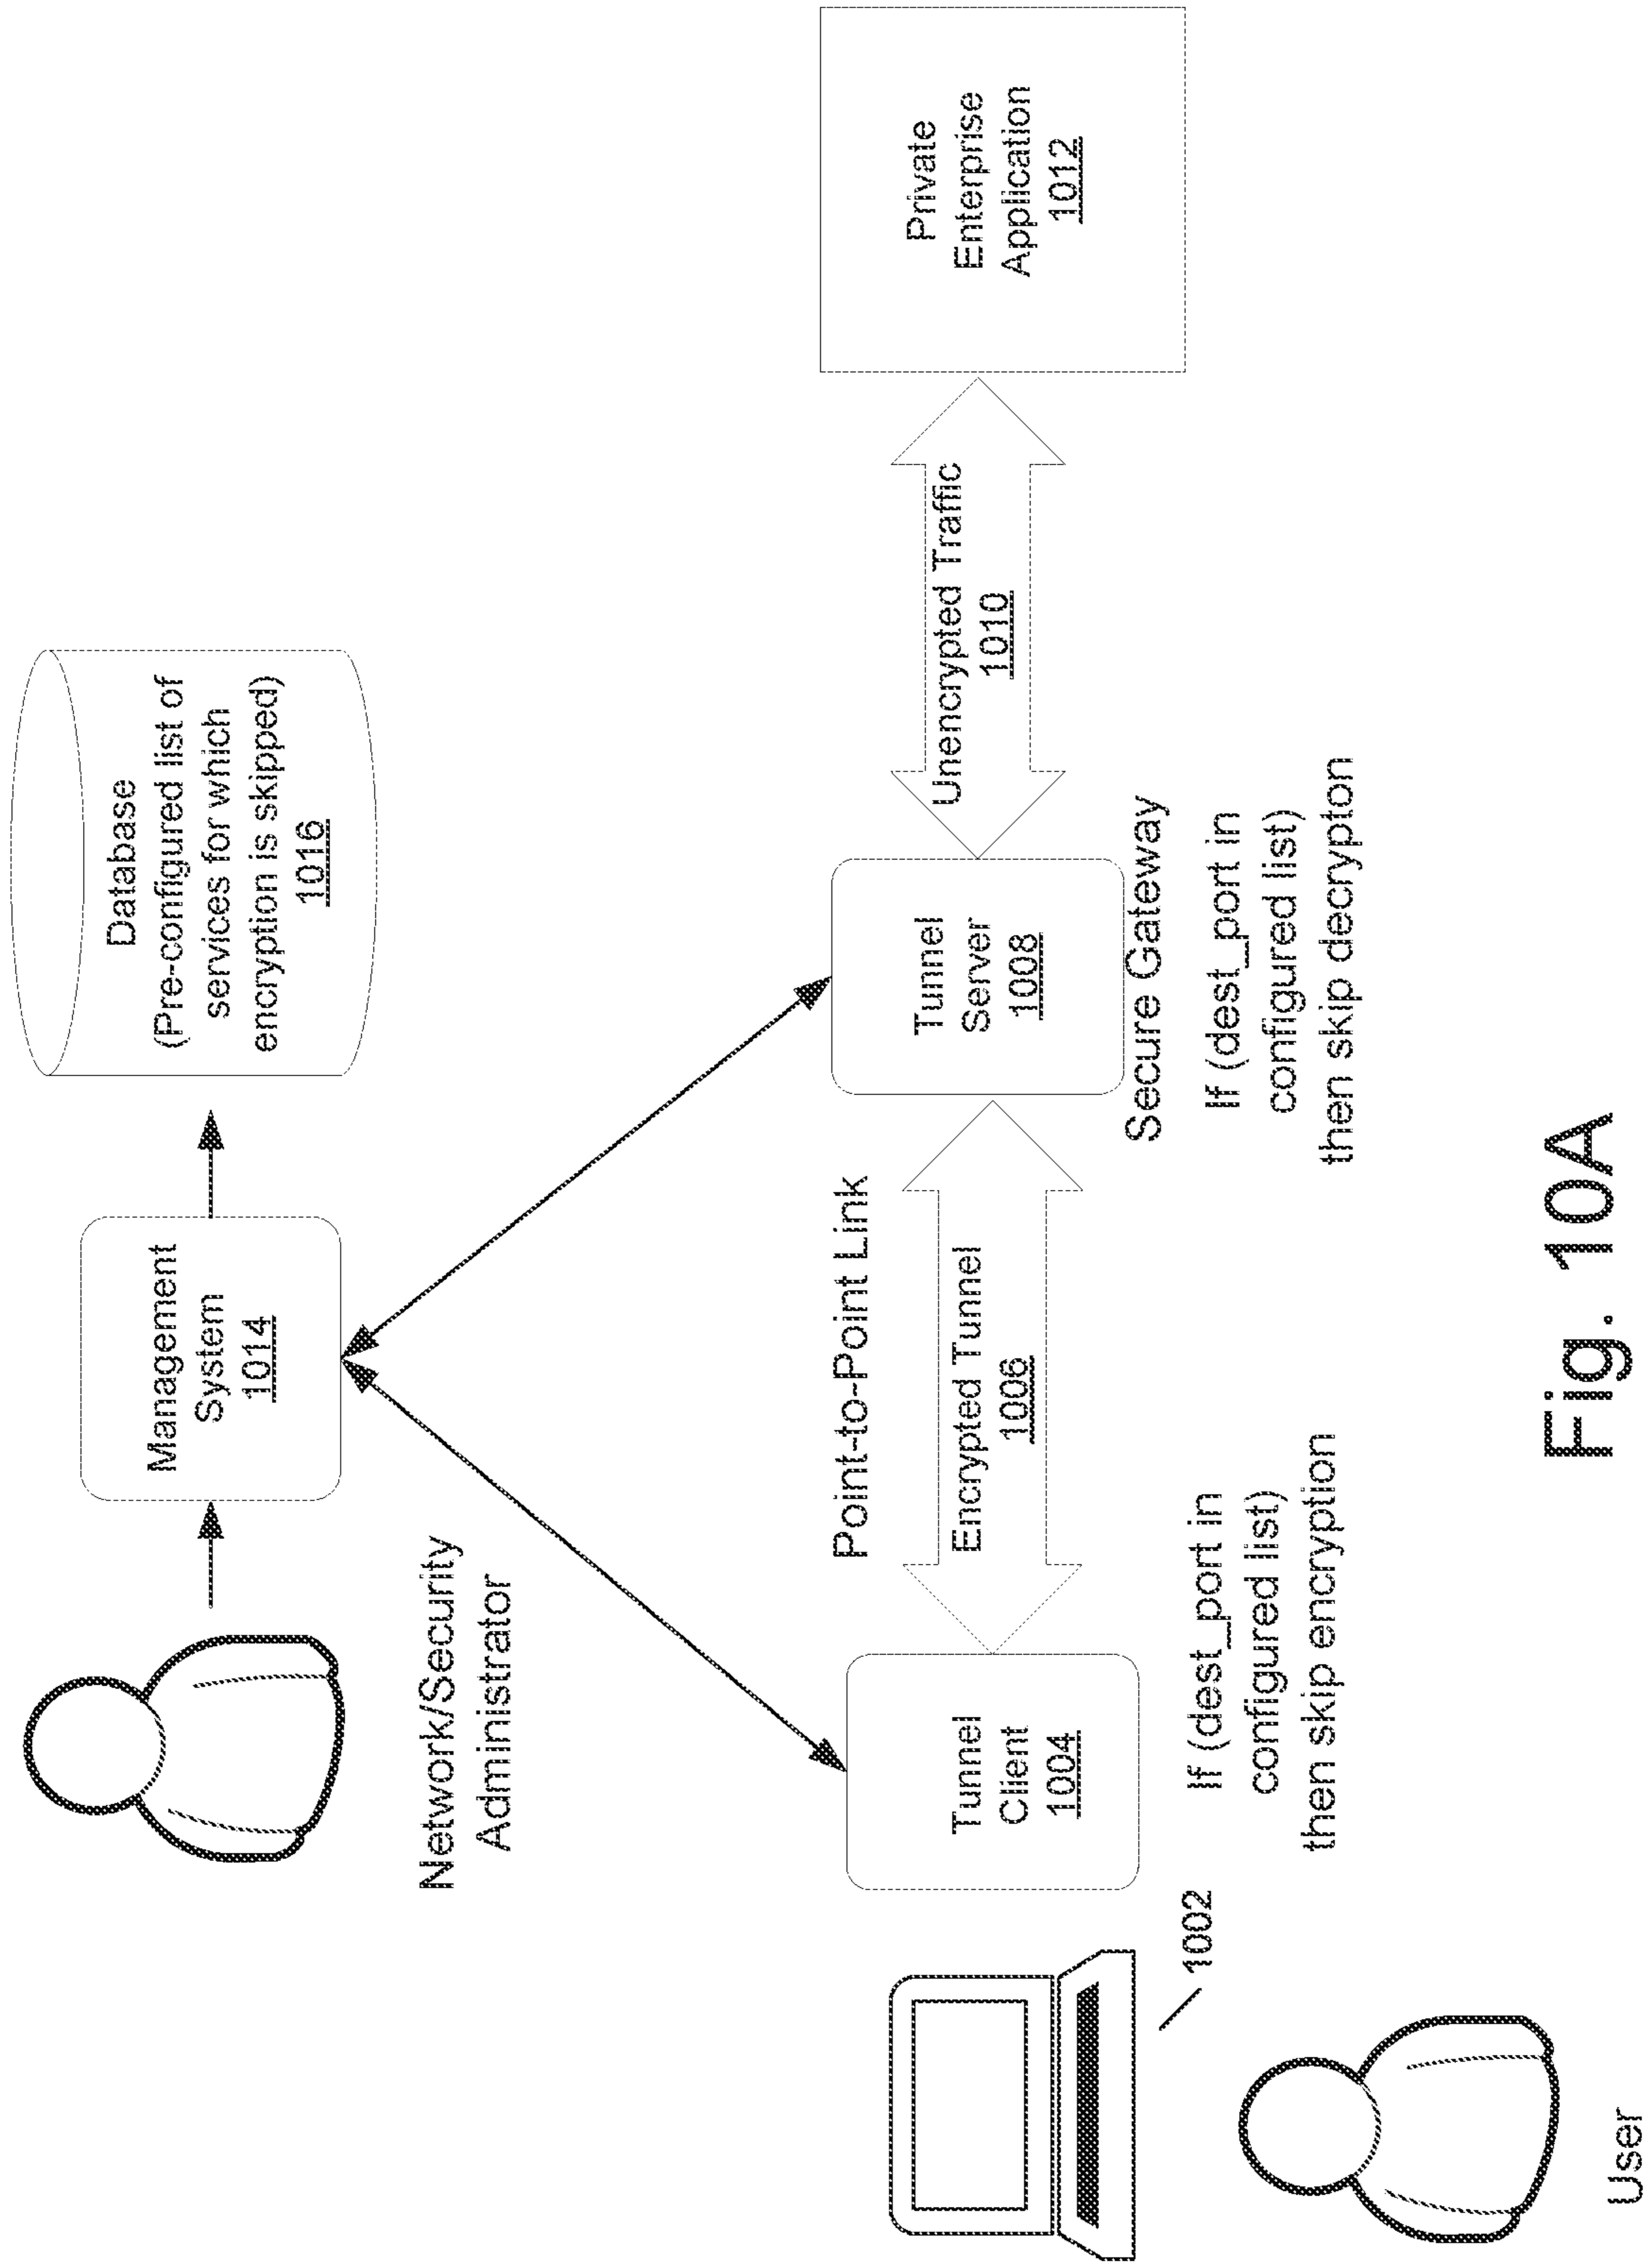 Network/Security
Administrator
Management
System
1014
Database
(Pre-configured list of
services for which
encryption is skipped)
1016
User
1002
Tunnel
Client
1004
If (dest_port in
configured list)
then skip encryption
Point-to-Point Link
Encrypted Tunnel
1006
Tunnel
Server
1008
Secure Gateway
If (dest_port in
configured list)
then skip decrypton
Unencrypted Traffic
1010
Private
Enterprise
Application
1012
Fig. 10A